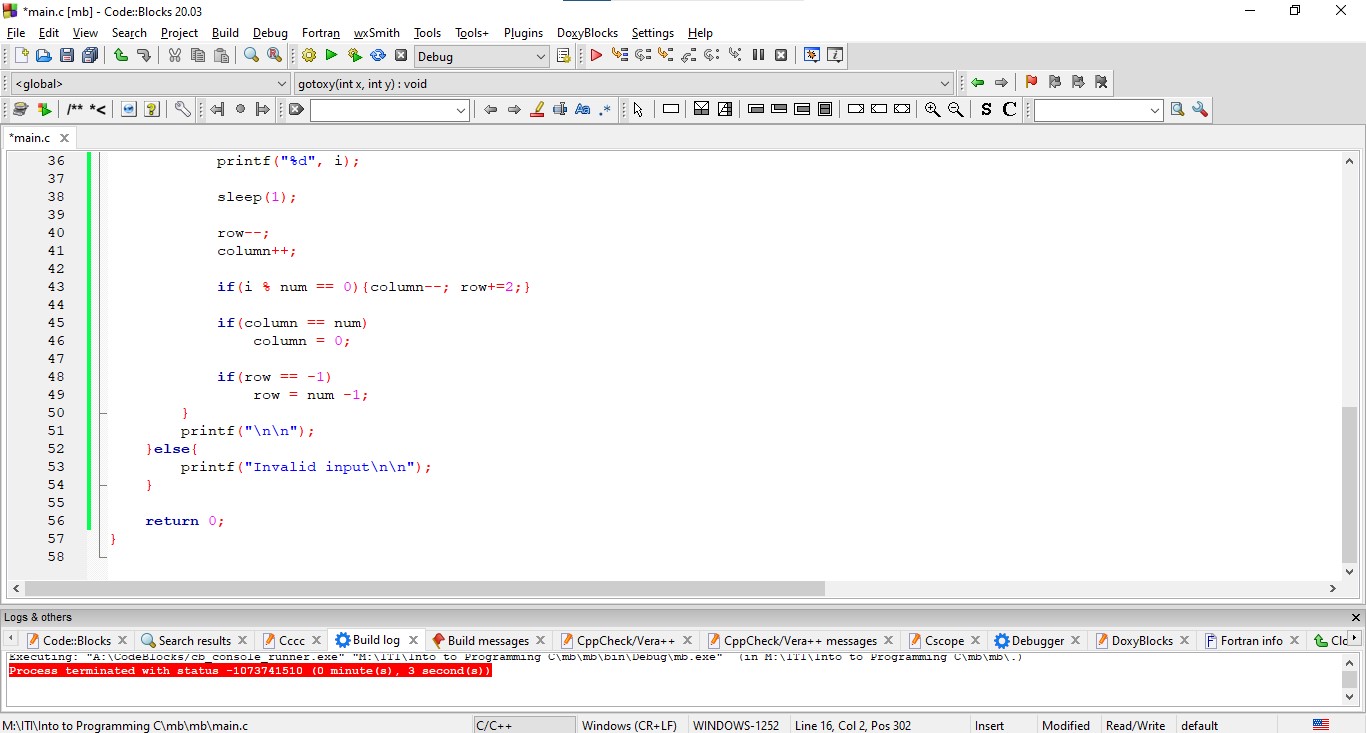 *main.c [mb] - Code::Blocks 20.03
File Edit View Search Project Build Debug Fortran wxSmith Tools Tools+ Plugins DoxyBlocks Settings Help
Debug
<global> gotoxy(int x, int y) : void
/** *< Aa .* S C
*main.c
36 printf("%d", i);
37
38 sleep(1);
39
40 row--;
41 column++;
42
43 if(i % num == 0){column--; row+=2;}
44
45 if(column == num)
46 column = 0;
47
48 if(row == -1)
49 row = num -1;
50 }
51 printf("\n\n");
52 }else{
53 printf("Invalid input\n\n");
54 }
55
56 return 0;
57 }
58
Logs & others
Code::Blocks Search results Cccc Build log Build messages CppCheck/Vera++ CppCheck/Vera++ messages Cscope Debugger DoxyBlocks Fortran info Clo
Executing: "A:\CodeBlocks/cb_console_runner.exe" "M:\ITI\Into to Programming C\mb\mb\bin\Debug\mb.exe" (in M:\ITI\Into to Programming C\mb\mb\.)
Process terminated with status -1073741510 (0 minute(s), 3 second(s))
M:\ITI\Into to Programming C\mb\mb\main.c C/C++ Windows (CR+LF) WINDOWS-1252 Line 16, Col 2, Pos 302 Insert Modified Read/Write default